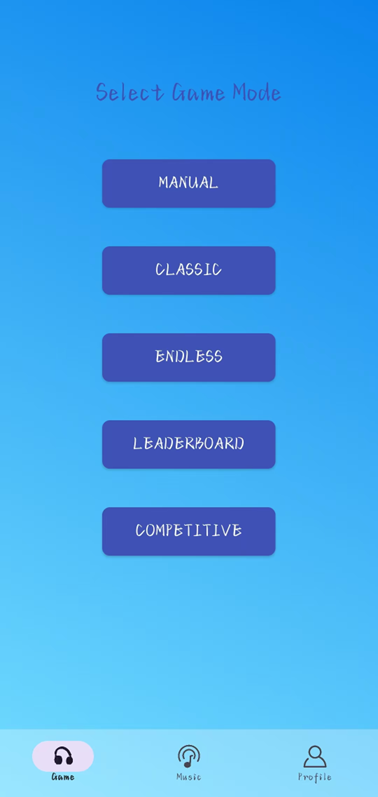 Select Game Mode
MANUAL
CLASSIC
ENDLESS
LEADERBOARD
COMPETITIVE
Game
Music
Profile